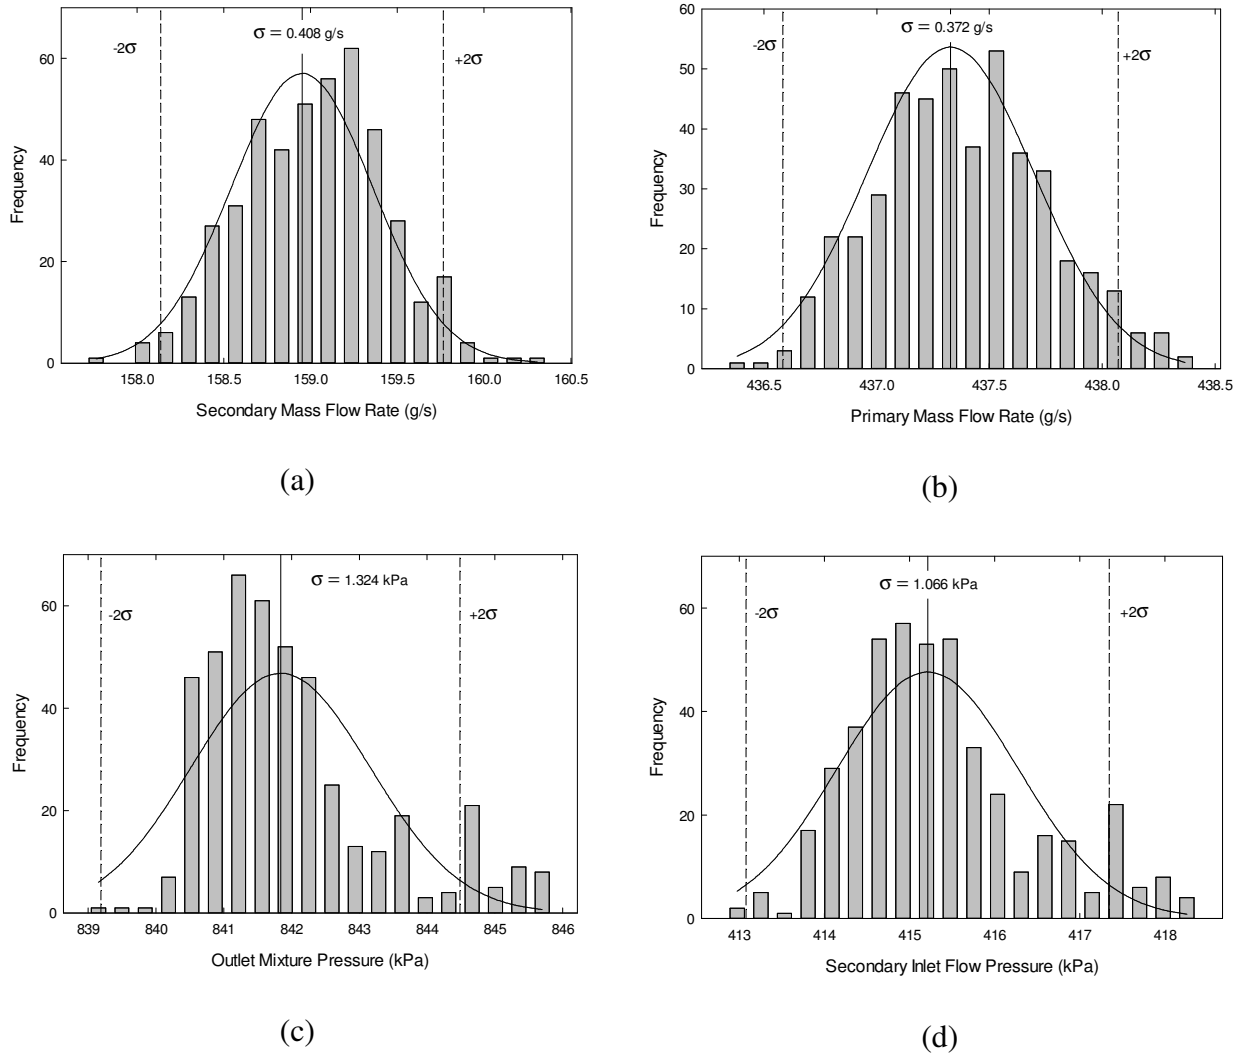 σ = 0.408 g/s
-2σ
+2σ
60
40
20
0
Frequency
158.0 158.5 159.0 159.5 160.0 160.5
Secondary Mass Flow Rate (g/s)
(a)
σ = 0.372 g/s
-2σ
+2σ
60
50
40
30
20
10
0
Frequency
436.5 437.0 437.5 438.0 438.5
Primary Mass Flow Rate (g/s)
(b)
σ = 1.324 kPa
-2σ
+2σ
60
40
20
0
Frequency
839 840 841 842 843 844 845 846
Outlet Mixture Pressure (kPa)
(c)
σ = 1.066 kPa
-2σ
+2σ
60
40
20
0
Frequency
413 414 415 416 417 418
Secondary Inlet Flow Pressure (kPa)
(d)